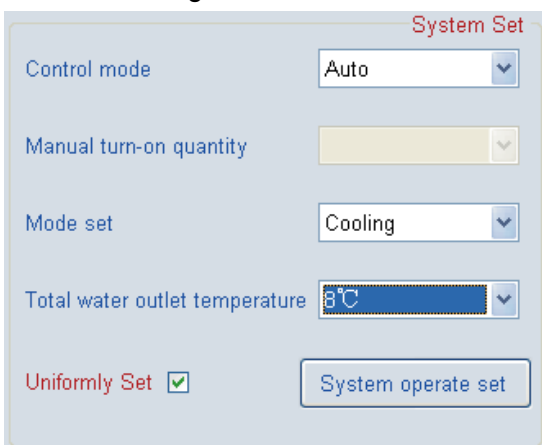 System Set
Control mode Auto
Manual turn-on quantity
Mode set Cooling
Total water outlet temperature 8℃
Uniformly Set System operate set